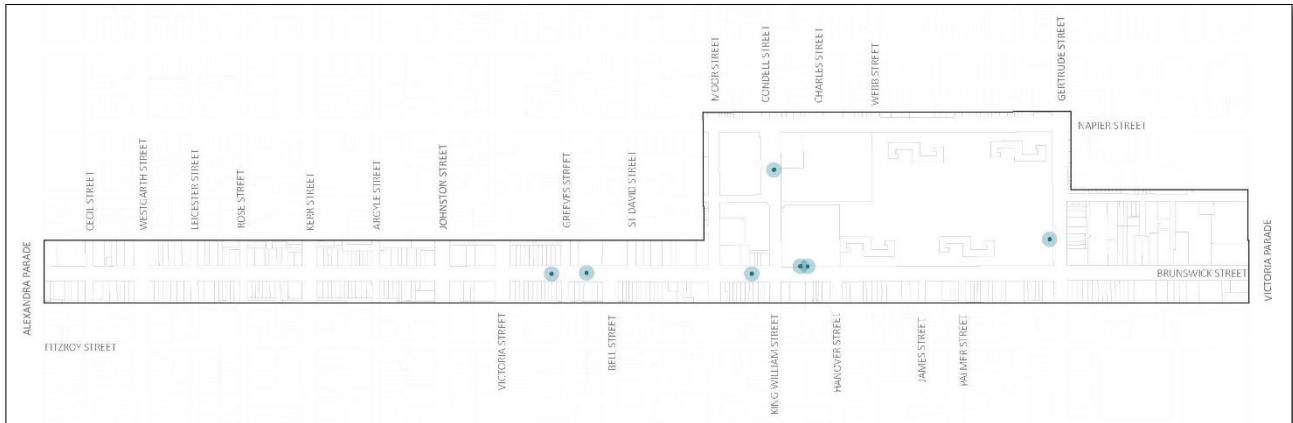 MOOR STREET
CONDELL STREET
CHARLES STREET
WEBB STREET
GERTRUDE STREET
NAPIER STREET
CECIL STREET
WESTGARTH STREET
LEICESTER STREET
ROSE STREET
KERR STREET
ARGYLE STREET
JOHNSTON STREET
GREEVES STREET
ST DAVID STREET
ALEXANDRA PARADE
BRUNSWICK STREET
VICTORIA PARADE
FITZROY STREET
VICTORIA STREET
BELL STREET
KING WILLIAM STREET
HANOVER STREET
JAMES STREET
PALMER STREET